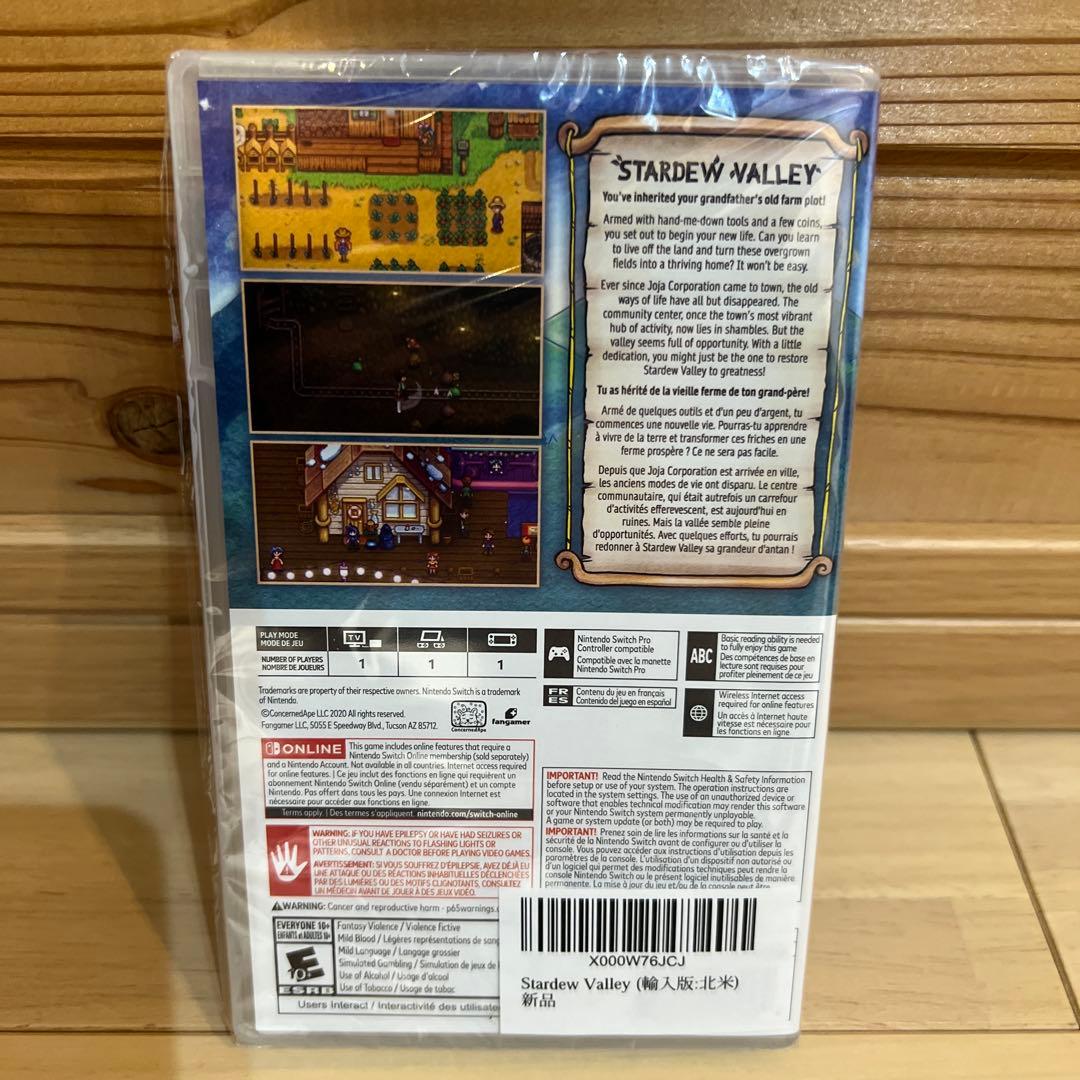 STARDEW VALLEY
You've inherited your grandfather's old farm plot!
Armed with hand-me-down tools and a few coins,
you set out to begin your new life. Can you learn
to live off the land and turn these overgrown
fields into a thriving home? It won't be easy.
Ever since Joja Corporation came to town, the old
ways of life have all but disappeared. The
community center, once the town's most vibrant
hub of activity, now lies in shambles. But the
valley seems full of opportunity. With a little
dedication, you might just be the one to restore
Stardew Valley to greatness!
Tu as hérité de la vieille ferme de ton grand-père!
Armé de quelques outils et d'un peu d'argent, tu
commences une nouvelle vie. Pourras-tu apprendre
à vivre de la terre et transformer ces friches en une
ferme prospère ? Ce ne sera pas facile.
Depuis que Joja Corporation est arrivée en ville,
les anciens modes de vie ont disparu. Le centre
communautaire, qui était autrefois un carrefour
d'activités effervescent, est aujourd'hui en
ruines. Mais la vallée semble pleine
d'opportunités. Avec quelques efforts, tu pourrais
redonner à Stardew Valley sa grandeur d'antan !
PLAY MODE
MODE DE JEU
TV
NUMBER OF PLAYERS
NOMBRE DE JOUEURS
1
1
1
Nintendo Switch Pro
Controller compatible
Compatible avec la manette
Nintendo Switch Pro
FR
ES
Contenu du jeu en français
Contenido del juego en español
ABC
Basic reading ability is needed
to fully enjoy this game
Des compétences de base en
lecture sont requises pour
profiter pleinement de ce jeu
Wireless Internet access
required for online features
Un accès à Internet haute
vitesse est nécessaire pour
les fonctions en ligne
Trademarks are property of their respective owners. Nintendo Switch is a trademark
of Nintendo.
©ConcernedApe LLC 2020 All rights reserved.
Fangamer LLC, 5055 E Speedway Blvd., Tucson AZ 85712.
ConcernedApe
fangamer
ONLINE
This game includes online features that require a
Nintendo Switch Online membership (sold separately)
and a Nintendo Account. Not available in all countries. Internet access required
for online features. | Ce jeu inclut des fonctions en ligne qui requièrent un
abonnement Nintendo Switch Online (vendu séparément) et un compte
Nintendo. Pas offert dans tous les pays. Une connexion Internet est
nécessaire pour accéder aux fonctions en ligne.
Terms apply. | Des termes s'appliquent. nintendo.com/switch-online
WARNING: IF YOU HAVE EPILEPSY OR HAVE HAD SEIZURES OR
OTHER UNUSUAL REACTIONS TO FLASHING LIGHTS OR
PATTERNS, CONSULT A DOCTOR BEFORE PLAYING VIDEO GAMES.
AVERTISSEMENT: SI VOUS SOUFFREZ D'ÉPILEPSIE, AVEZ DÉJÀ EU
UNE ATTAQUE OU DES RÉACTIONS INHABITUELLES DÉCLENCHÉES
PAR DES LUMIÈRES OU DES MOTIFS CLIGNOTANTS, CONSULTEZ
UN MÉDECIN AVANT DE JOUER À DES JEUX VIDÉO.
WARNING: Cancer and reproductive harm - p65warnings.
IMPORTANT! Read the Nintendo Switch Health & Safety Information
before setup or use of your system. The operation instructions are
located in the system settings. The use of an unauthorized device or
software that enables technical modification may render this software
or your Nintendo Switch system permanently unplayable.
A game or system update (or both) may be required to play.
IMPORTANT! Prenez soin de lire les informations sur la santé et la
sécurité de la Nintendo Switch avant de configurer ou d'utiliser la
console. Vous pouvez accéder aux instructions d'utilisation depuis les
paramètres de la console. L'utilisation d'un dispositif non autorisé ou
d'un logiciel qui permet des modifications techniques peut rendre la
console Nintendo Switch ou le présent logiciel inutilisables de manière
permanente. La mise à jour du jeu et/ou de la console peut être
EVERYONE 10+
ENFANTS et ADULTES 10+
E
10+
ESRB
Fantasy Violence / Violence fictive
Mild Blood / Légères représentations de sang
Mild Language / Langage grossier
Simulated Gambling / Simulation de jeux de
Use of Alcohol / Usage d'alcool
Use of Tobacco / Usage de tabac
Users Interact / Interactivité des
X000W76JCJ
Stardew Valley (輸入版:北米)
新品